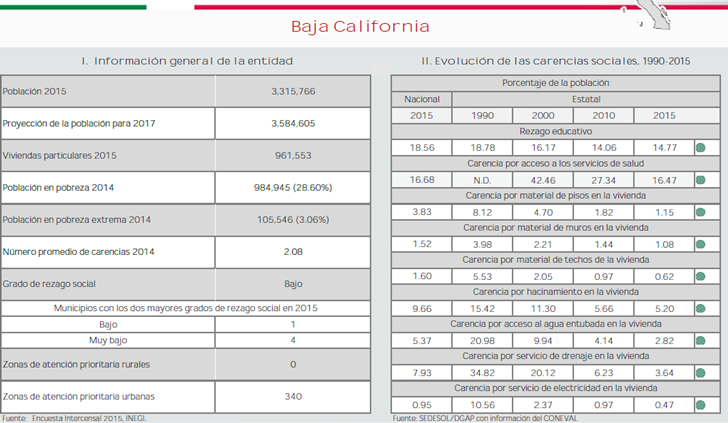 Baja California
I. Información general de la entidad
Población 2015 3,315,766
Proyección de la población para 2017 3,584,605
Viviendas particulares 2015 961,553
Población en pobreza 2014 984,945 (28.60%)
Población en pobreza extrema 2014 105,546 (3.06%)
Número promedio de carencias 2014 2.08
Grado de rezago social Bajo
Municipios con los dos mayores grados de rezago social en 2015
Bajo 1
Muy bajo 4
Zonas de atención prioritaria rurales 0
Zonas de atención prioritaria urbanas 340
Fuente: Encuesta Intercensal 2015, INEGI.
II. Evolución de las carencias sociales, 1990-2015
Porcentaje de la población
Nacional Estatal
2015 1990 2000 2010 2015
Rezago educativo
18.56 18.78 16.17 14.06 14.77
Carencia por acceso a los servicios de salud
16.68 N.D. 42.46 27.34 16.47
Carencia por material de pisos en la vivienda
3.83 8.12 4.70 1.82 1.15
Carencia por material de muros en la vivienda
1.52 3.98 2.21 1.44 1.08
Carencia por material de techos de la vivienda
1.60 5.53 2.05 0.97 0.62
Carencia por hacinamiento en la vivienda
9.66 15.42 11.30 5.66 5.20
Carencia por acceso al agua entubada en la vivienda
5.37 20.98 9.94 4.14 2.82
Carencia por servicio de drenaje en la vivienda
7.93 34.82 20.12 6.23 3.64
Carencia por servicio de electricidad en la vivienda
0.95 10.56 2.37 0.97 0.47
Fuente: SEDESOL/DGAP con información del CONEVAL